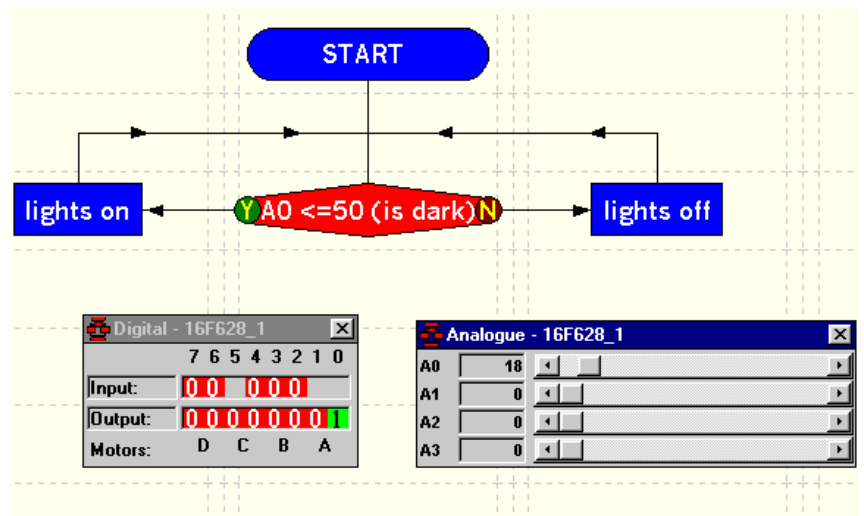 START
lights on
Y A0 <=50 (is dark) N
lights off
Digital - 16F628_1
7 6 5 4 3 2 1 0
Input: 0 0 0 0 0
Output: 0 0 0 0 0 0 0 1
Motors: D C B A
Analogue - 16F628_1
A0 18
A1 0
A2 0
A3 0